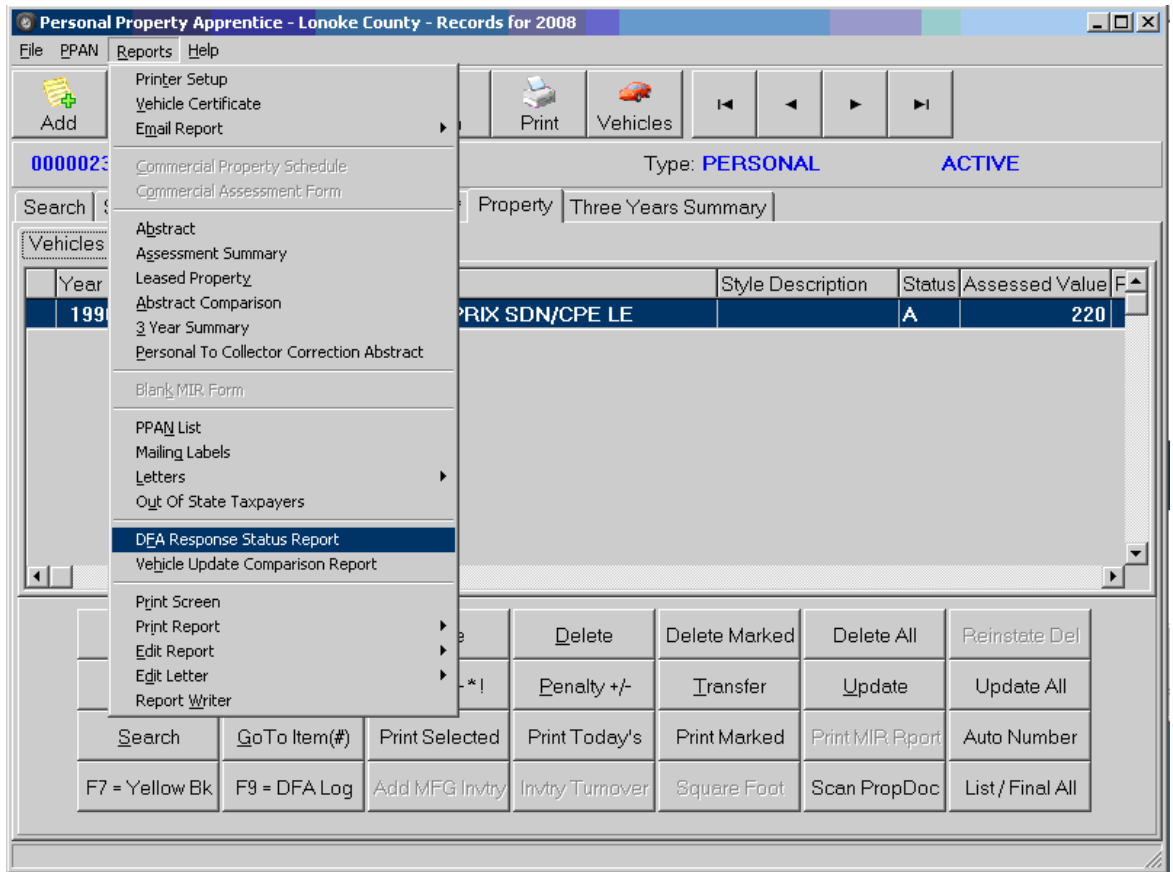 Personal Property Apprentice - Lonoke County - Records for 2008
File PPAN Reports Help
Add Print Vehicles
Printer Setup
Vehicle Certificate
Email Report
Commercial Property Schedule
Commercial Assessment Form
Abstract
Assessment Summary
Leased Property
Abstract Comparison
3 Year Summary
Personal To Collector Correction Abstract
Blank MIR Form
PPAN List
Mailing Labels
Letters
Out Of State Taxpayers
DFA Response Status Report
Vehicle Update Comparison Report
Print Screen
Print Report
Edit Report
Edit Letter
Report Writer
0000023 Type: PERSONAL ACTIVE
Search Property Three Years Summary
Vehicles
Year Style Description Status Assessed Value F
199 PRIX SDN/CPE LE A 220
Delete Delete Marked Delete All Reinstate Del
-*! Penalty +/- Transfer Update Update All
Search GoTo Item(#) Print Selected Print Today's Print Marked Print MIR Rport Auto Number
F7 = Yellow Bk F9 = DFA Log Add MFG Invtry Invtry Turnover Square Foot Scan PropDoc List / Final All